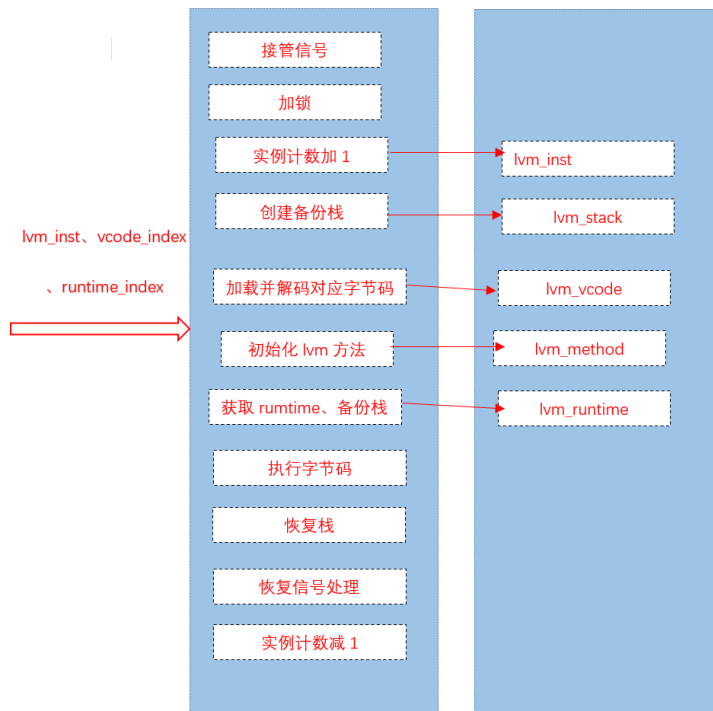 接管信号
加锁
实例计数加 1
lvm_inst
创建备份栈
lvm_stack
lvm_inst、vcode_index
、runtime_index
加载并解码对应字节码
lvm_vcode
初始化 lvm 方法
lvm_method
获取 rumtime、备份栈
lvm_runtime
执行字节码
恢复栈
恢复信号处理
实例计数减 1